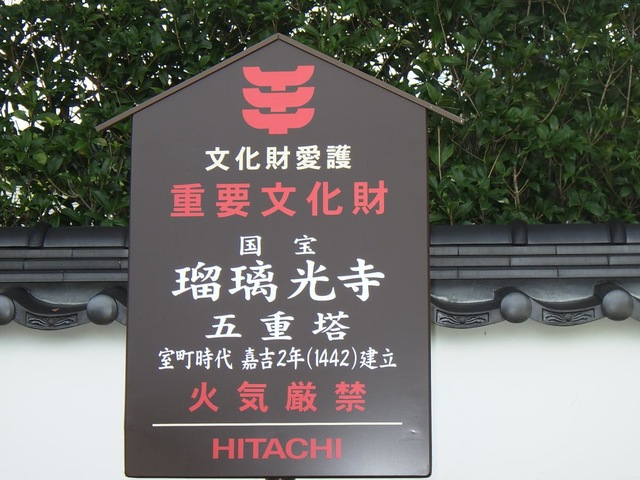 文化財愛護
重要文化財
国宝
瑠璃光寺
五重塔
室町時代 嘉吉2年(1442)建立
火気厳禁
HITACHI